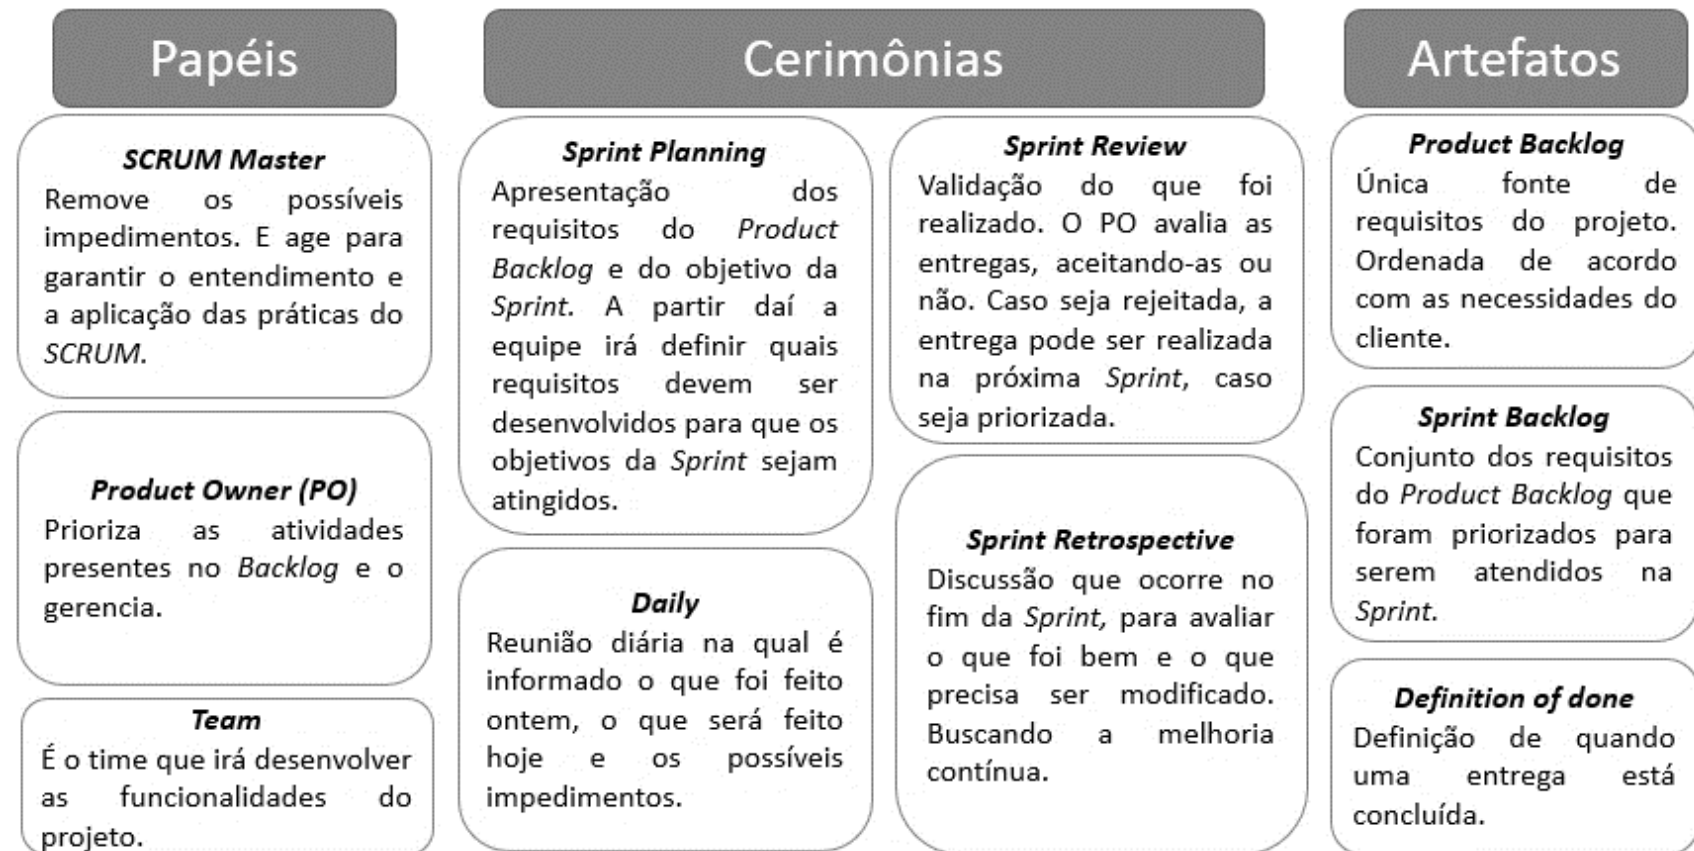 Papéis
SCRUM Master
Remove os possíveis
impedimentos. E age para
garantir o entendimento e
a aplicação das práticas do
SCRUM.
Product Owner (PO)
Prioriza as atividades
presentes no Backlog e o
gerencia.
Team
É o time que irá desenvolver
as funcionalidades do
projeto.
Cerimônias
Sprint Planning
Apresentação dos
requisitos do Product
Backlog e do objetivo da
Sprint. A partir daí a
equipe irá definir quais
requisitos devem ser
desenvolvidos para que os
objetivos da Sprint sejam
atingidos.
Daily
Reunião diária na qual é
informado o que foi feito
ontem, o que será feito
hoje e os possíveis
impedimentos.
Sprint Review
Validação do que foi
realizado. O PO avalia as
entregas, aceitando-as ou
não. Caso seja rejeitada, a
entrega pode ser realizada
na próxima Sprint, caso
seja priorizada.
Sprint Retrospective
Discussão que ocorre no
fim da Sprint, para avaliar
o que foi bem e o que
precisa ser modificado.
Buscando a melhoria
contínua.
Artefatos
Product Backlog
Única fonte de
requisitos do projeto.
Ordenada de acordo
com as necessidades do
cliente.
Sprint Backlog
Conjunto dos requisitos
do Product Backlog que
foram priorizados para
serem atendidos na
Sprint.
Definition of done
Definição de quando
uma entrega está
concluída.